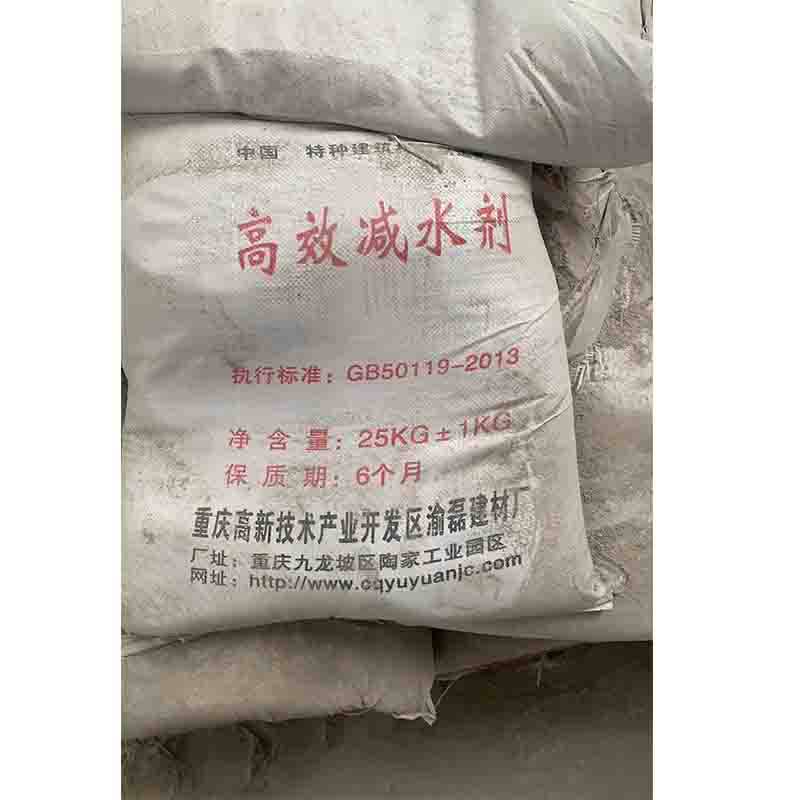 中国 特种建筑
高效减水剂
执行标准：GB50119-2013
净含量：25KG±1KG
保质期：6个月
重庆高新技术产业开发区渝磊建材厂
厂址：重庆九龙坡区陶家工业园区
网址：http://www.cqyuyuanjc.com